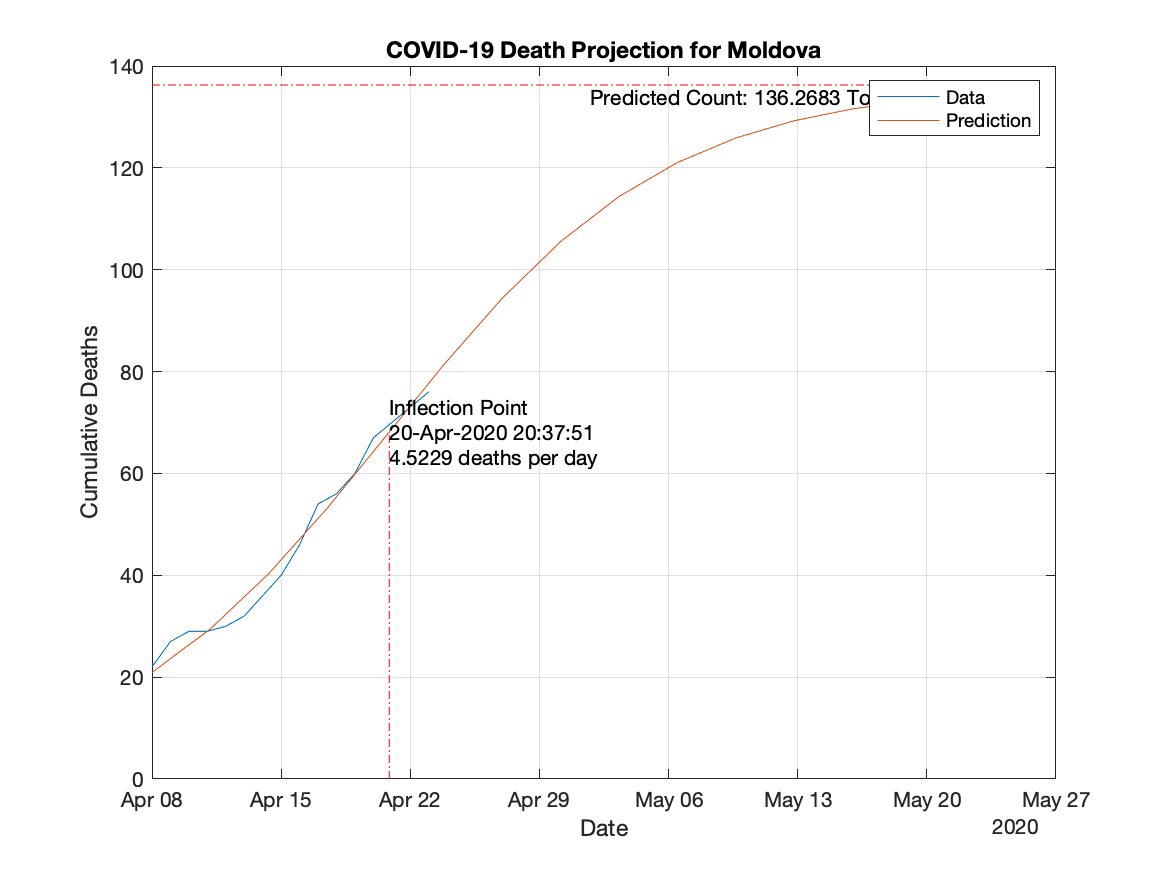 COVID-19 Death Projection for Moldova
140
120
100
80
60
40
20
0
Cumulative Deaths
Predicted Count: 136.2683 To
Data
Prediction
Inflection Point
20-Apr-2020 20:37:51
4.5229 deaths per day
Apr 08
Apr 15
Apr 22
Apr 29
May 06
May 13
May 20
May 27
Date
2020